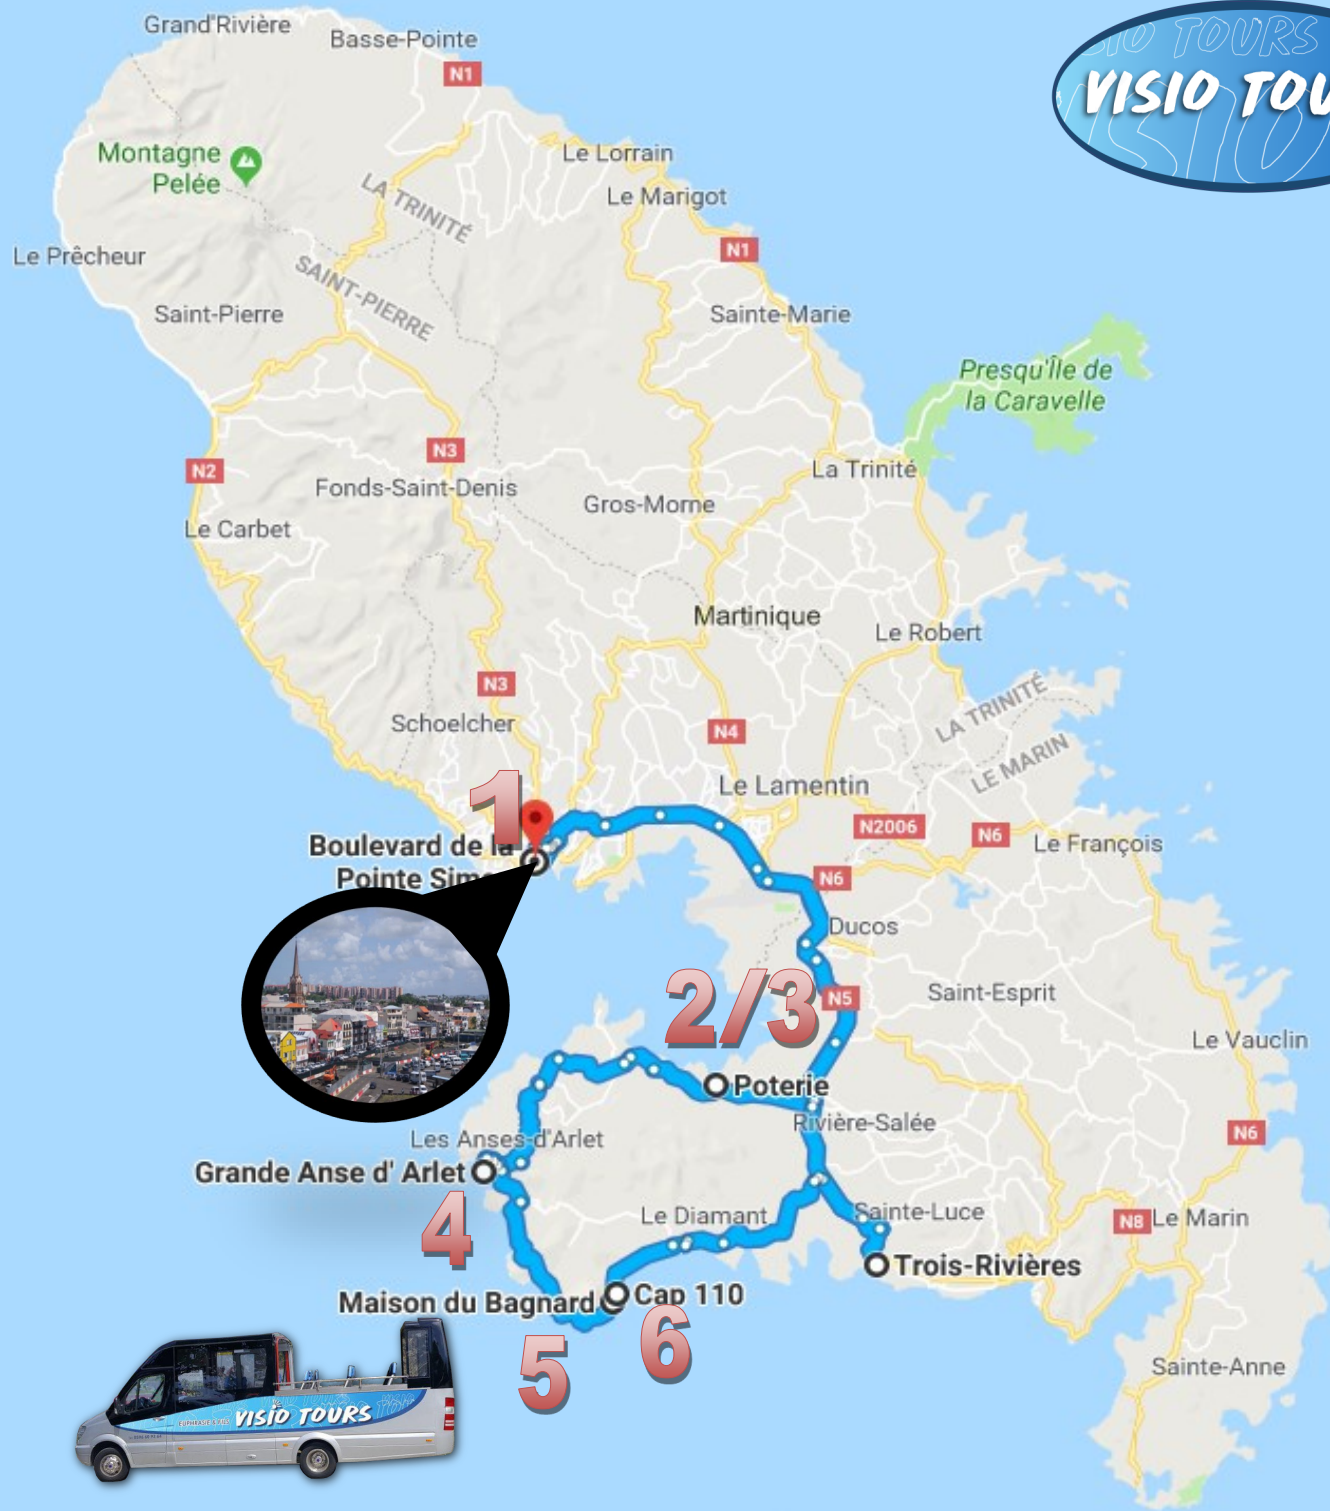 Grand'Rivière
Basse-Pointe
N1
VISIO TOU
Montagne
Pelée
Le Lorrain
LA TRINITÉ
Le Marigot
N1
Le Prêcheur
SAINT-PIERRE
Saint-Pierre
Sainte-Marie
Presqu'Île de
la Caravelle
N3
N2
La Trinité
Fonds-Saint-Denis
Gros-Morne
Le Carbet
Martinique
Le Robert
N3
LA TRINITÉ
Schoelcher
N4
LE MARIN
1
Le Lamentin
N2006
N6
Le François
Boulevard de la
Pointe Sim
N6
Ducos
2/3
N5
Saint-Esprit
Le Vauclin
Poterie
Rivière-Salée
N6
Les Anses-d'Arlet
Grande Anse d' Arlet
4
Le Diamant
Sainte-Luce
N8
Le Marin
Trois-Rivières
Maison du Bagnard
Cap 110
5
6
Sainte-Anne
VISIO TOURS